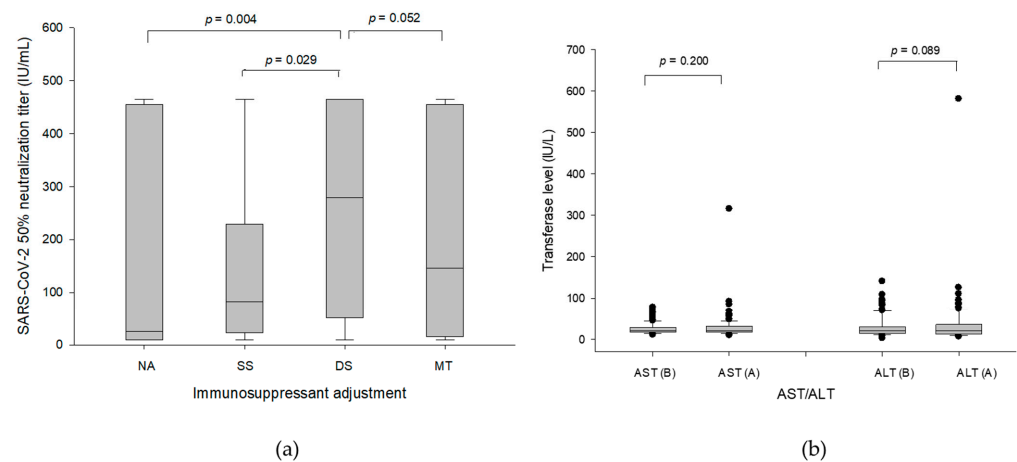 p = 0.004
p = 0.052
p = 0.029
SARS-CoV-2 50% neutralization titer (IU/mL)
600
500
400
300
200
100
0
NA SS DS MT
Immunosuppressant adjustment
(a)
p = 0.200
p = 0.089
Transferase level (IU/L)
700
600
500
400
300
200
100
0
AST (B) AST (A) ALT (B) ALT (A)
AST/ALT
(b)